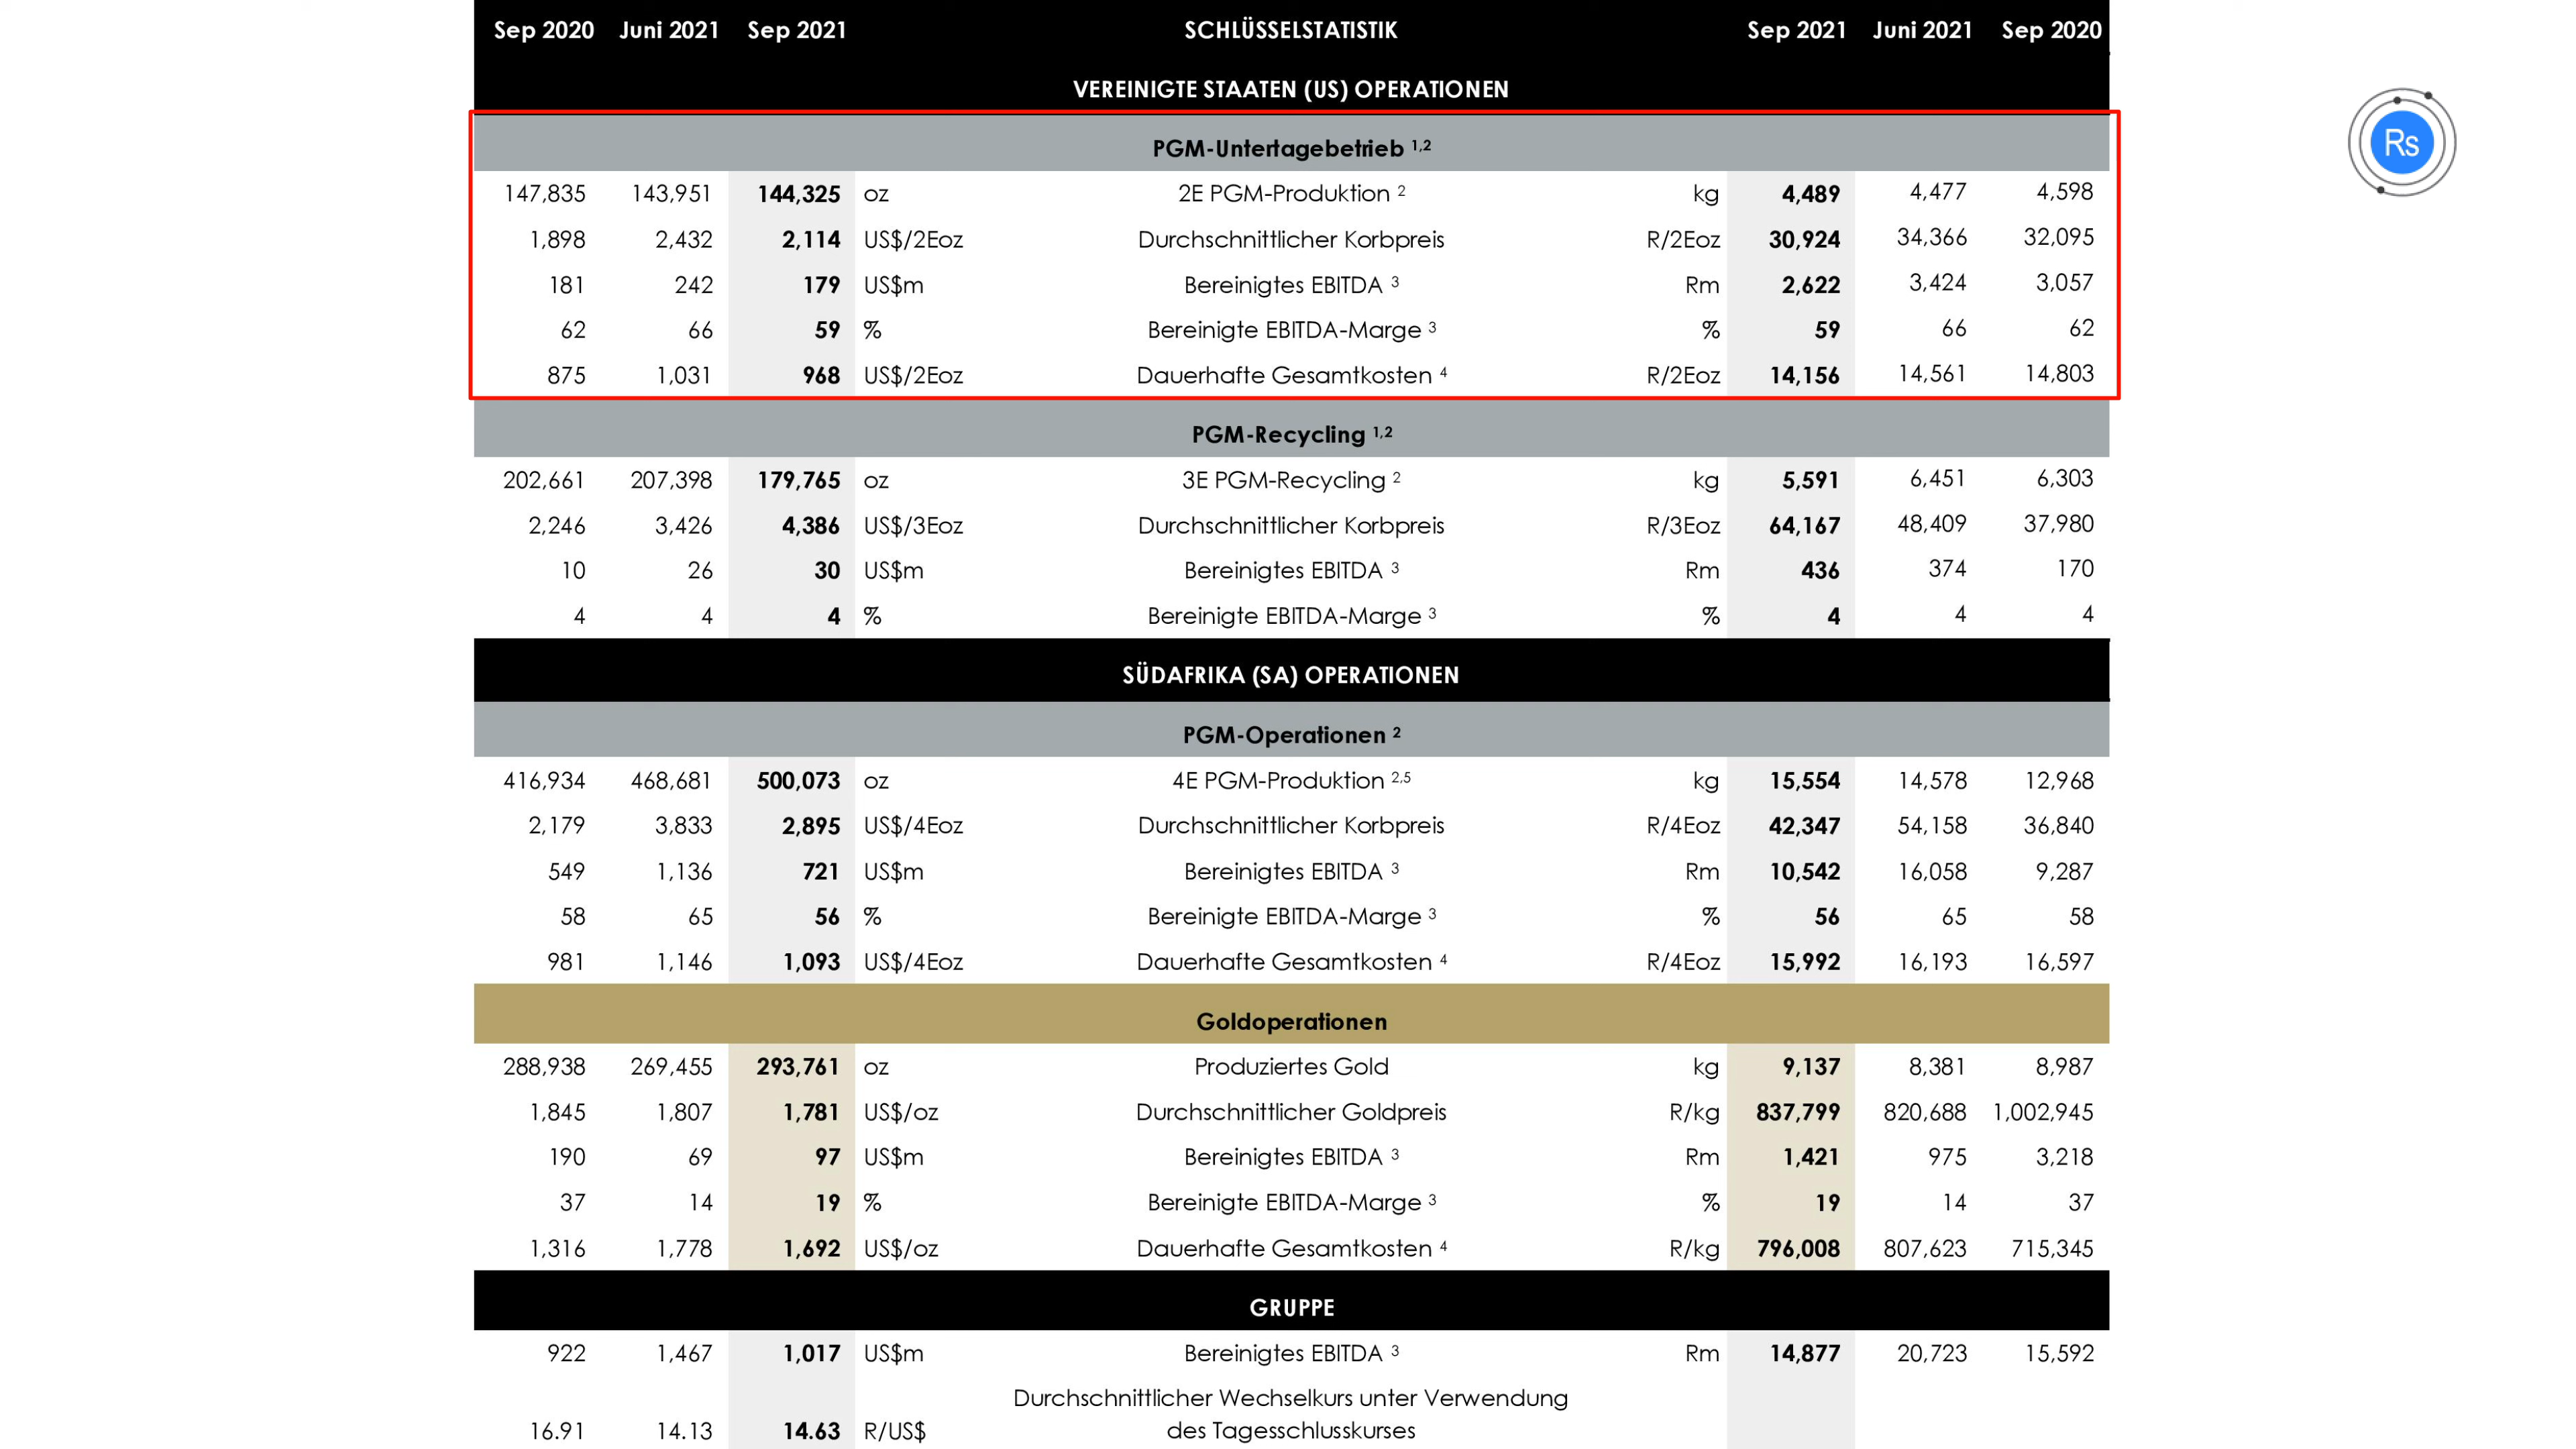 Sep 2020 Juni 2021 Sep 2021 SCHLÜSSELSTATISTIK Sep 2021 Juni 2021 Sep 2020
VEREINIGTE STAATEN (US) OPERATIONEN
PGM-Untertagebetrieb 1,2
147,835 143,951 144,325 oz 2E PGM-Produktion 2 kg 4,489 4,477 4,598
1,898 2,432 2,114 US$/2Eoz Durchschnittlicher Korbpreis R/2Eoz 30,924 34,366 32,095
181 242 179 US$m Bereinigtes EBITDA 3 Rm 2,622 3,424 3,057
62 66 59 % Bereinigte EBITDA-Marge 3 % 59 66 62
875 1,031 968 US$/2Eoz Dauerhafte Gesamtkosten 4 R/2Eoz 14,156 14,561 14,803
PGM-Recycling 1,2
202,661 207,398 179,765 oz 3E PGM-Recycling 2 kg 5,591 6,451 6,303
2,246 3,426 4,386 US$/3Eoz Durchschnittlicher Korbpreis R/3Eoz 64,167 48,409 37,980
10 26 30 US$m Bereinigtes EBITDA 3 Rm 436 374 170
4 4 4 % Bereinigte EBITDA-Marge 3 % 4 4 4
SÜDAFRIKA (SA) OPERATIONEN
PGM-Operationen 2
416,934 468,681 500,073 oz 4E PGM-Produktion 2,5 kg 15,554 14,578 12,968
2,179 3,833 2,895 US$/4Eoz Durchschnittlicher Korbpreis R/4Eoz 42,347 54,158 36,840
549 1,136 721 US$m Bereinigtes EBITDA 3 Rm 10,542 16,058 9,287
58 65 56 % Bereinigte EBITDA-Marge 3 % 56 65 58
981 1,146 1,093 US$/4Eoz Dauerhafte Gesamtkosten 4 R/4Eoz 15,992 16,193 16,597
Goldoperationen
288,938 269,455 293,761 oz Produziertes Gold kg 9,137 8,381 8,987
1,845 1,807 1,781 US$/oz Durchschnittlicher Goldpreis R/kg 837,799 820,688 1,002,945
190 69 97 US$m Bereinigtes EBITDA 3 Rm 1,421 975 3,218
37 14 19 % Bereinigte EBITDA-Marge 3 % 19 14 37
1,316 1,778 1,692 US$/oz Dauerhafte Gesamtkosten 4 R/kg 796,008 807,623 715,345
GRUPPE
922 1,467 1,017 US$m Bereinigtes EBITDA 3 Rm 14,877 20,723 15,592
Durchschnittlicher Wechselkurs unter Verwendung
16.91 14.13 14.63 R/US$ des Tagesschlusskurses
Rs